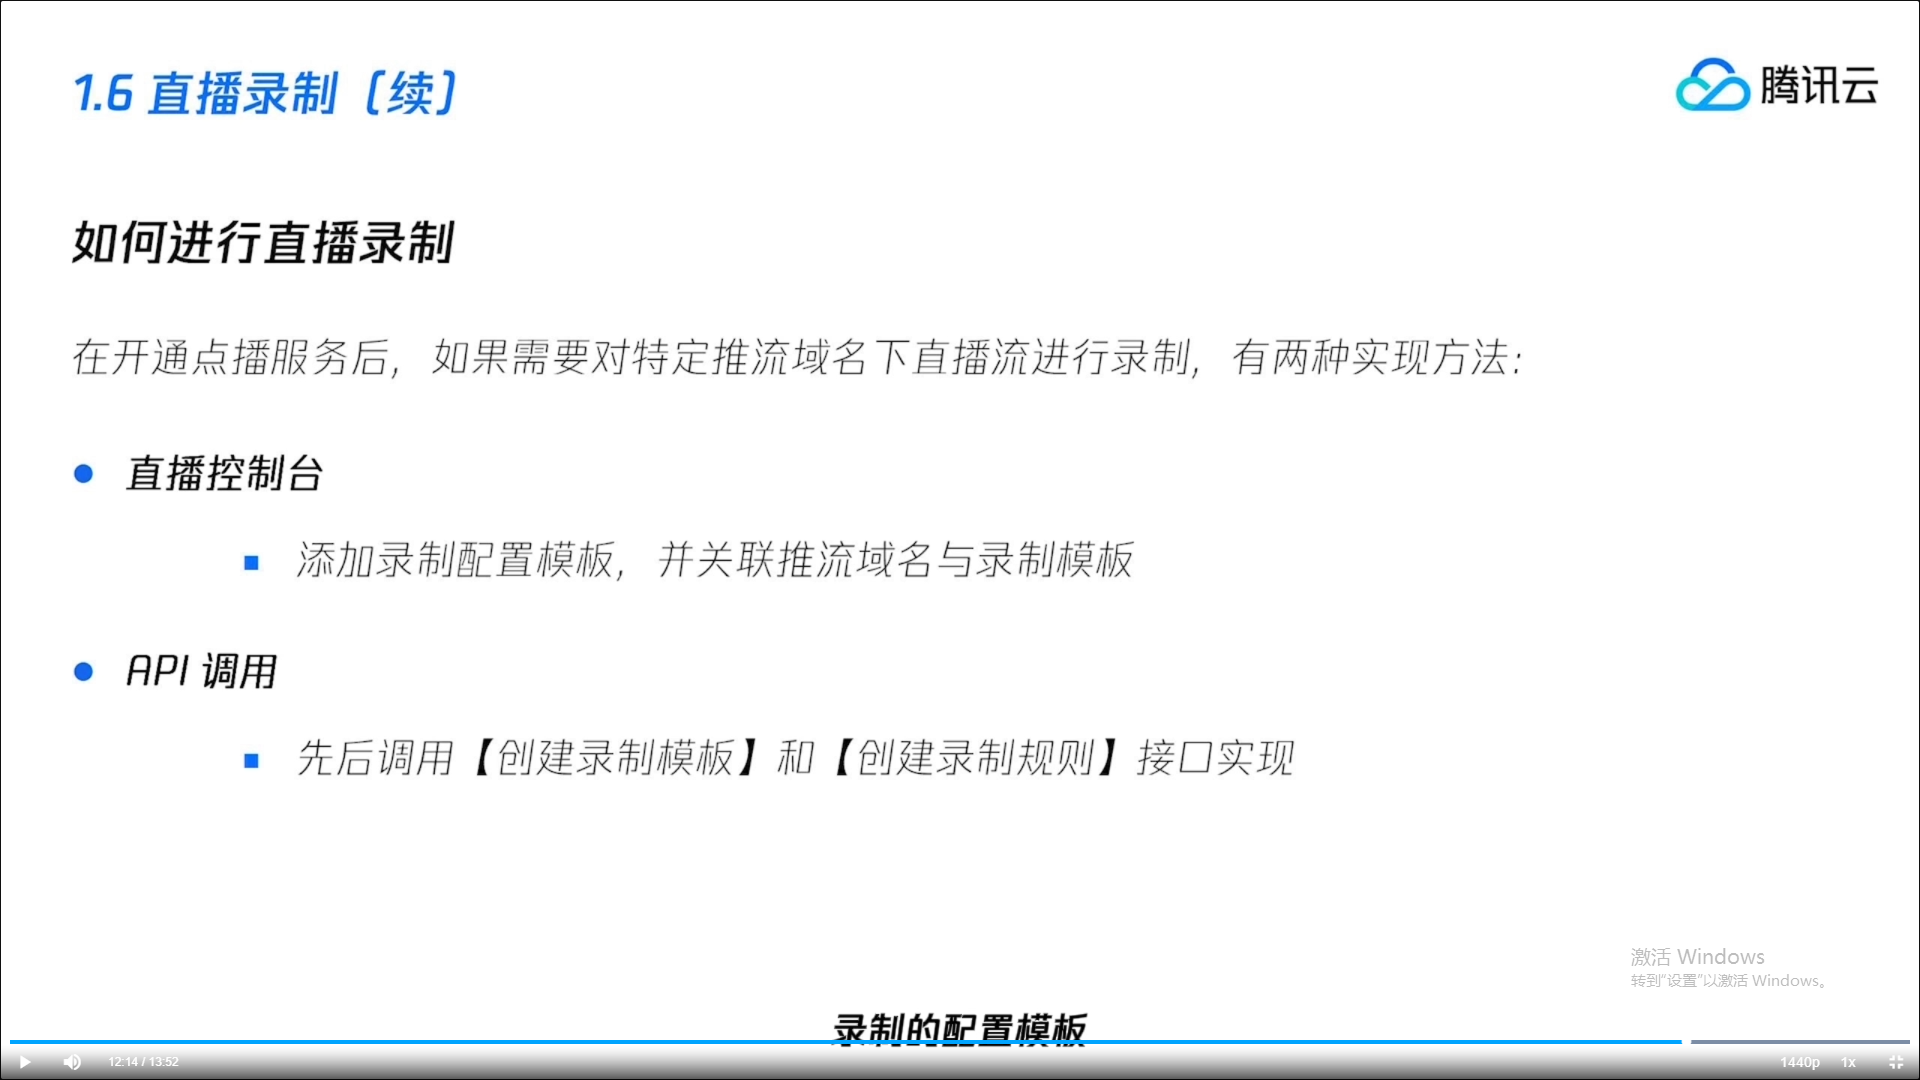 1.6 直播录制（续）
腾讯云
如何进行直播录制
在开通点播服务后，如果需要对特定推流域名下直播流进行录制，有两种实现方法：
直播控制台
添加录制配置模板，并关联推流域名与录制模板
API 调用
先后调用【创建录制模板】和【创建录制规则】接口实现
激活 Windows
转到“设置”以激活 Windows。
录制的配置模板
12:14 / 13:52
1440p
1x